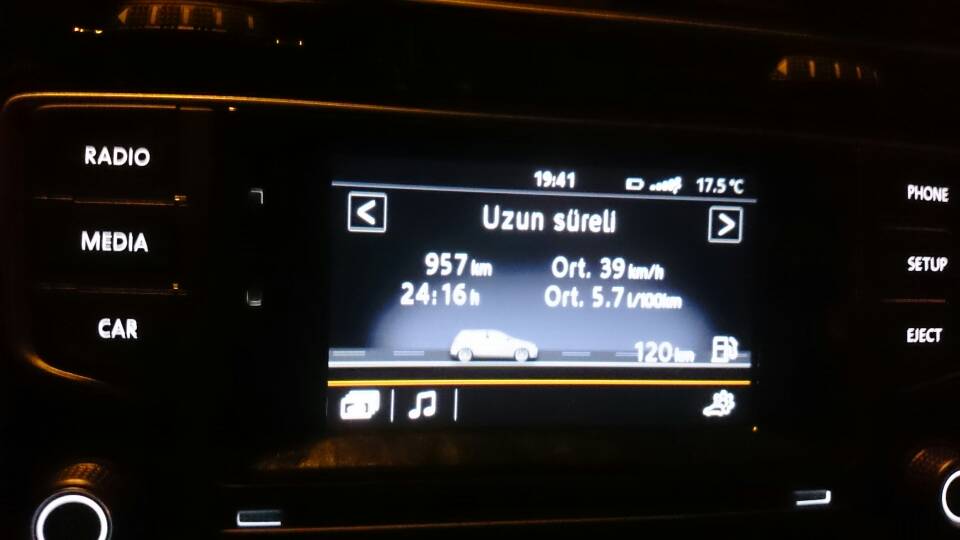 RADIO
MEDIA
CAR
19:41 17.5°C
< Uzun süreli >
957 km Ort. 39 km/h
24:16 h Ort. 5.7 l/100km
120 km
PHONE
SETUP
EJECT